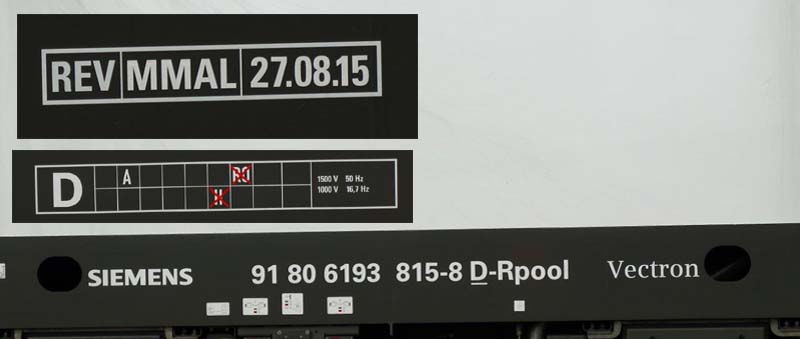 REV MMAL 27.08.15
D A RO 1500 V 50 Hz
H 1000 V 16,7 Hz
SIEMENS 91 80 6193 815-8 D-Rpool Vectron